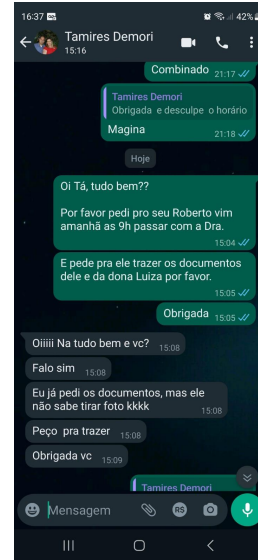 16:37
42%
Tamires Demori
15:16
Combinado 21:17
Tamires Demori
Obrigada e desculpe o horário
Magina
21:18
Hoje
Oi Tá, tudo bem??
Por favor pedi pro seu Roberto vim
amanhã as 9h passar com a Dra.
15:04
E pede pra ele trazer os documentos
dele e da dona Luiza por favor.
15:05
Obrigada 15:05
Oiiiii Na tudo bem e vc? 15:08
Falo sim 15:08
Eu já pedi os documentos, mas ele
não sabe tirar foto kkkk
15:08
Peço pra trazer 15:08
Obrigada vc 15:09
Tamires Demori
Mensagem
R$